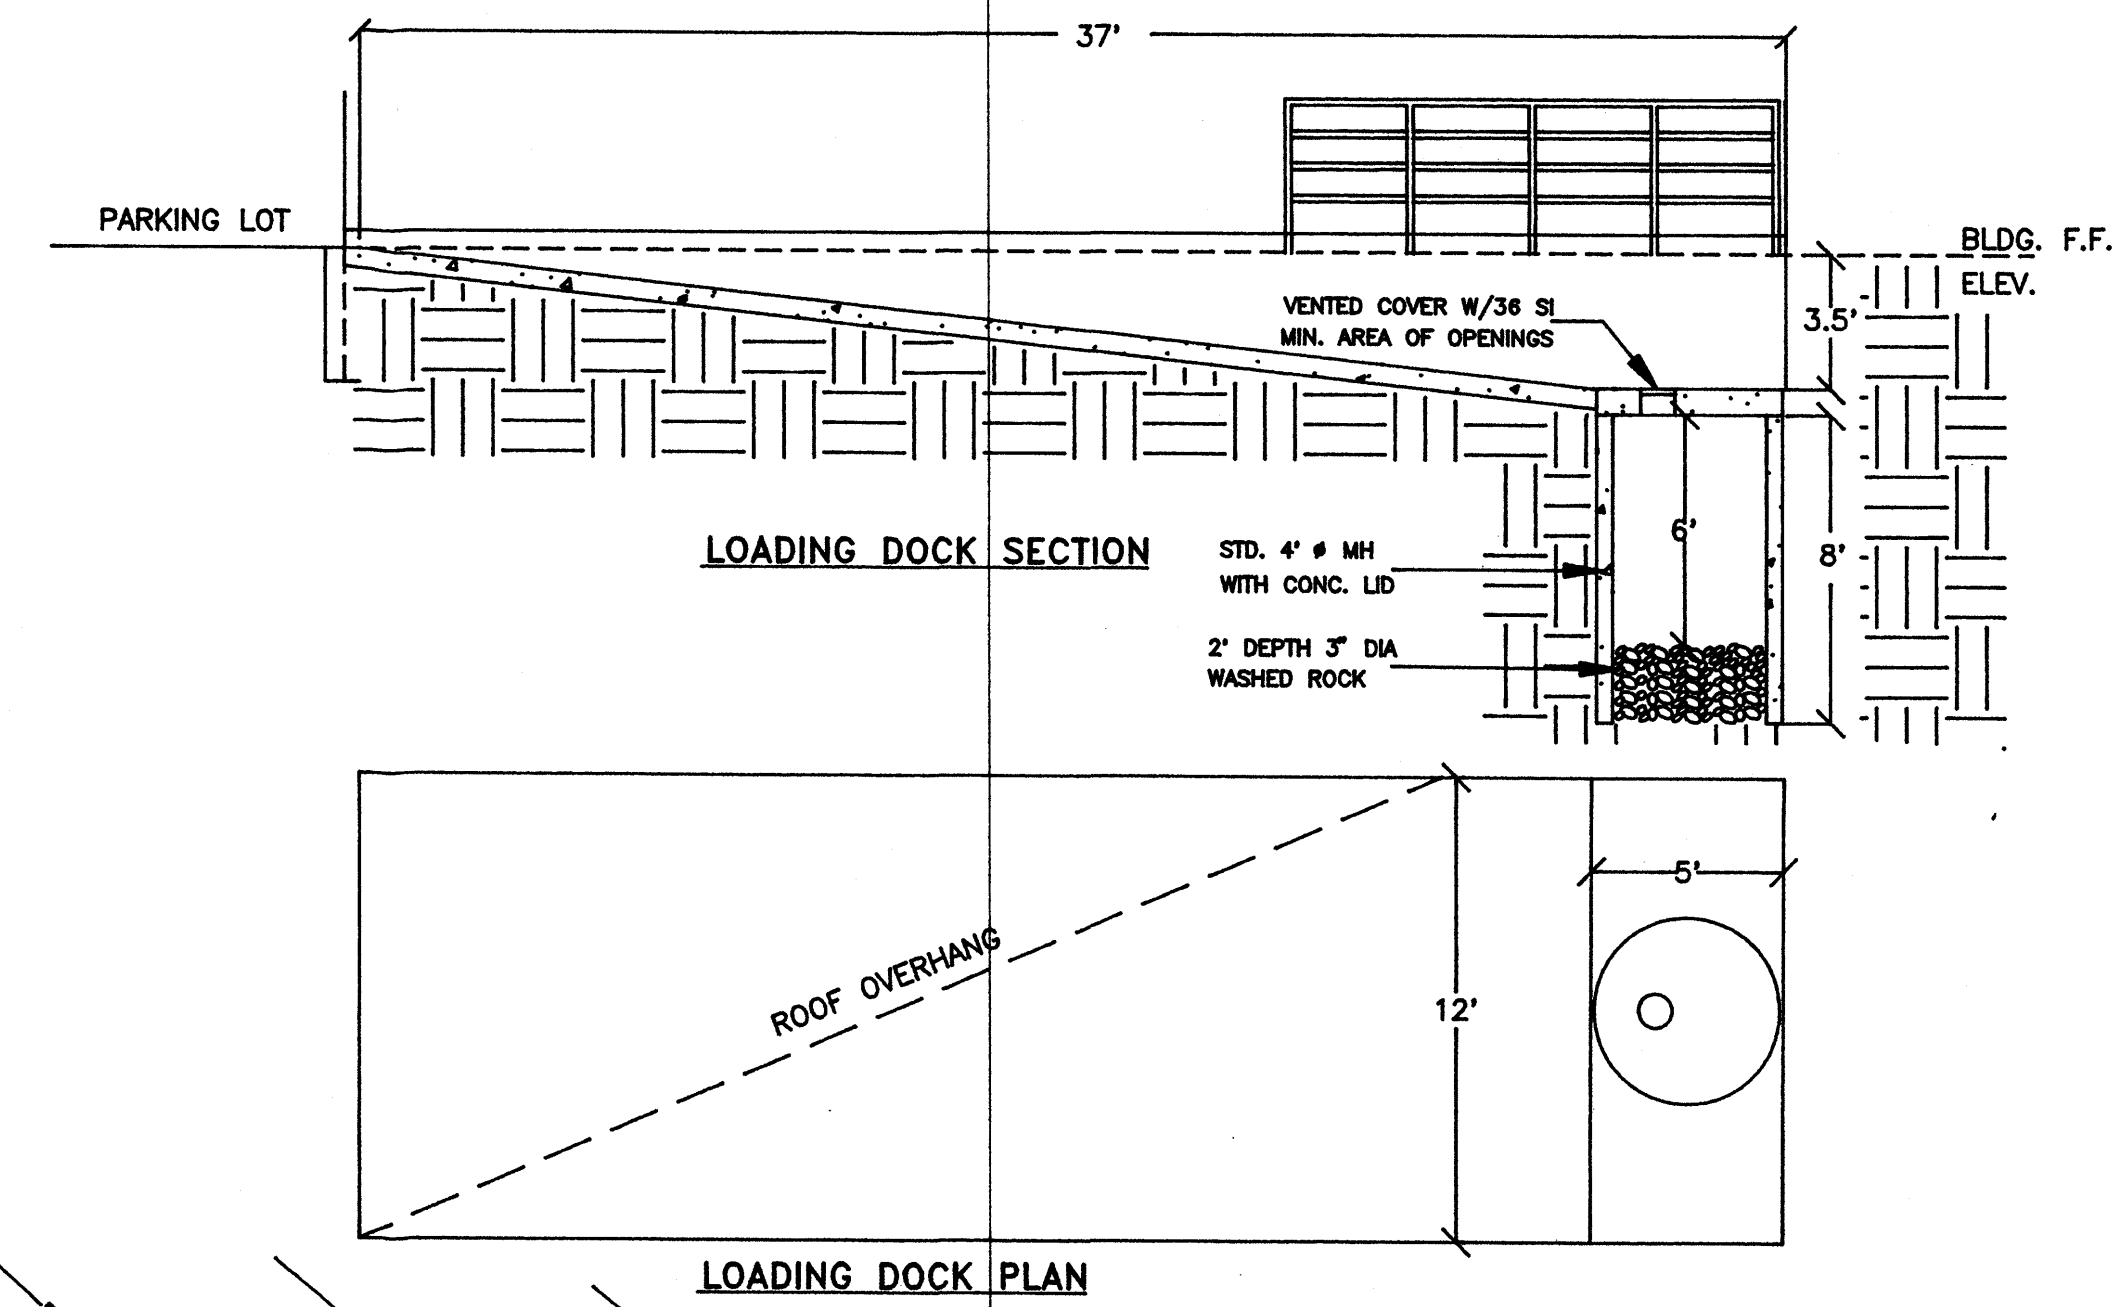 37'
PARKING LOT
BLDG. F.F.
ELEV.
VENTED COVER W/36 SI
MIN. AREA OF OPENINGS
3.5'
6'
8'
LOADING DOCK SECTION
STD. 4' ø MH
WITH CONC. LID
2' DEPTH 3" DIA
WASHED ROCK
5'
ROOF OVERHANG
12'
LOADING DOCK PLAN